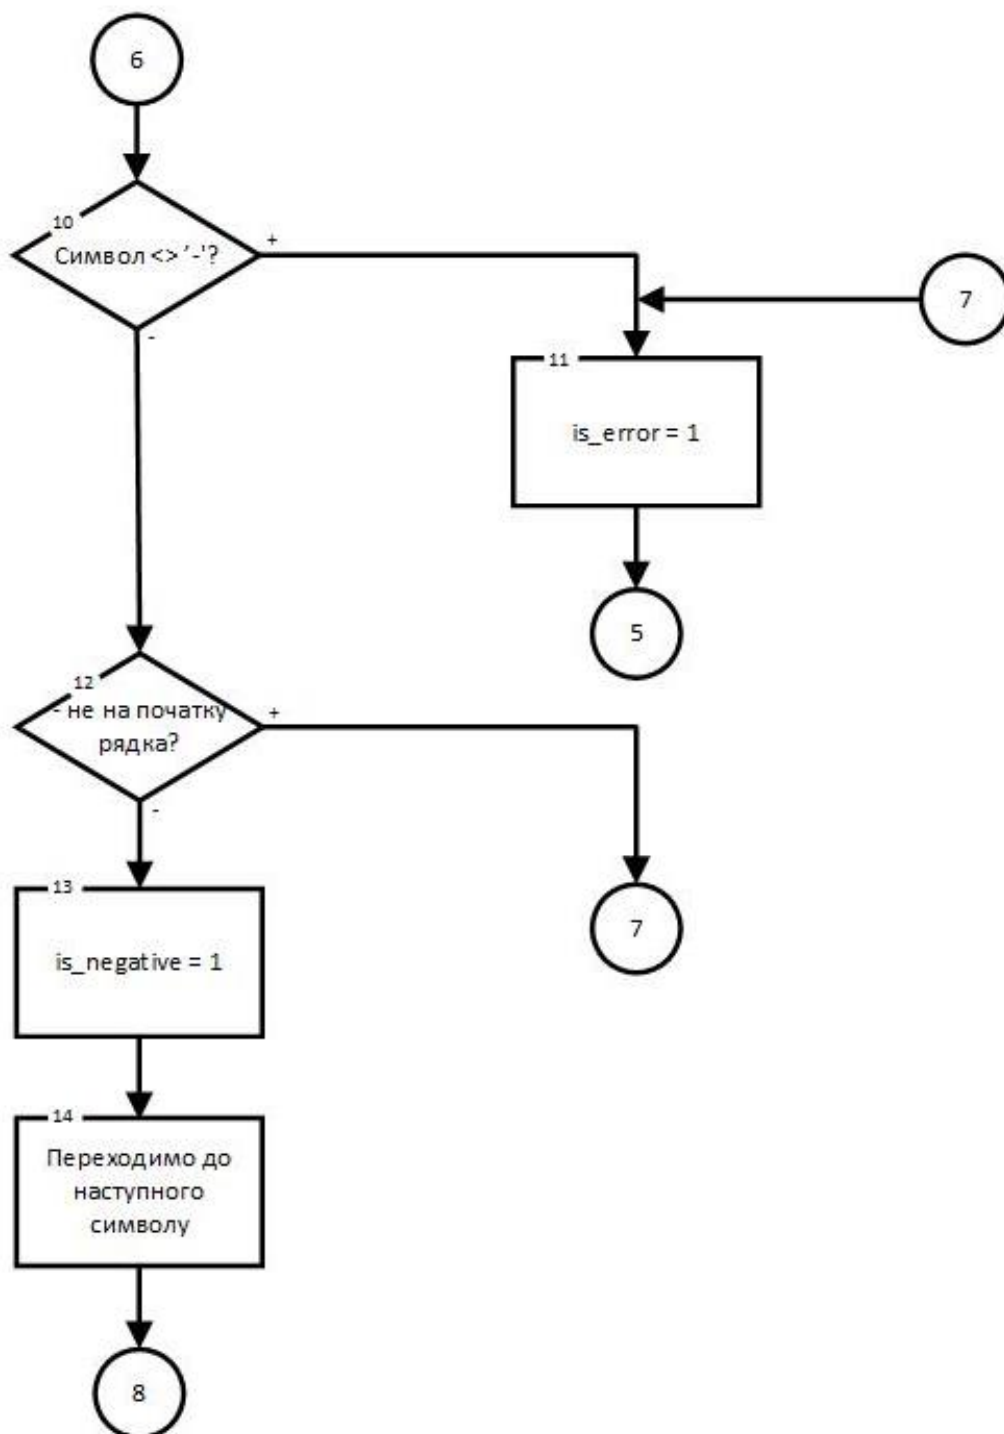 6
10
Символ <> '-'?
+
-
7
11
is_error = 1
5
12
- не на початку
рядка?
+
-
13
is_negative = 1
7
14
Переходимо до
наступного
символу
8